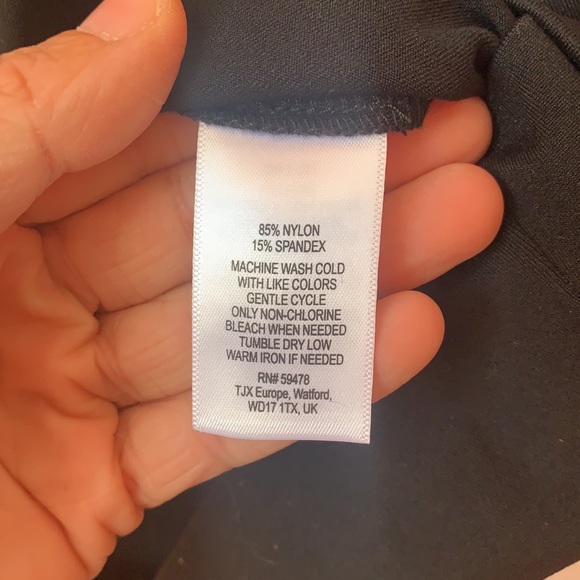 85% NYLON
15% SPANDEX
MACHINE WASH COLD
WITH LIKE COLORS
GENTLE CYCLE
ONLY NON-CHLORINE
BLEACH WHEN NEEDED
TUMBLE DRY LOW
WARM IRON IF NEEDED
RN# 59478
TJX Europe, Watford,
WD17 1TX, UK